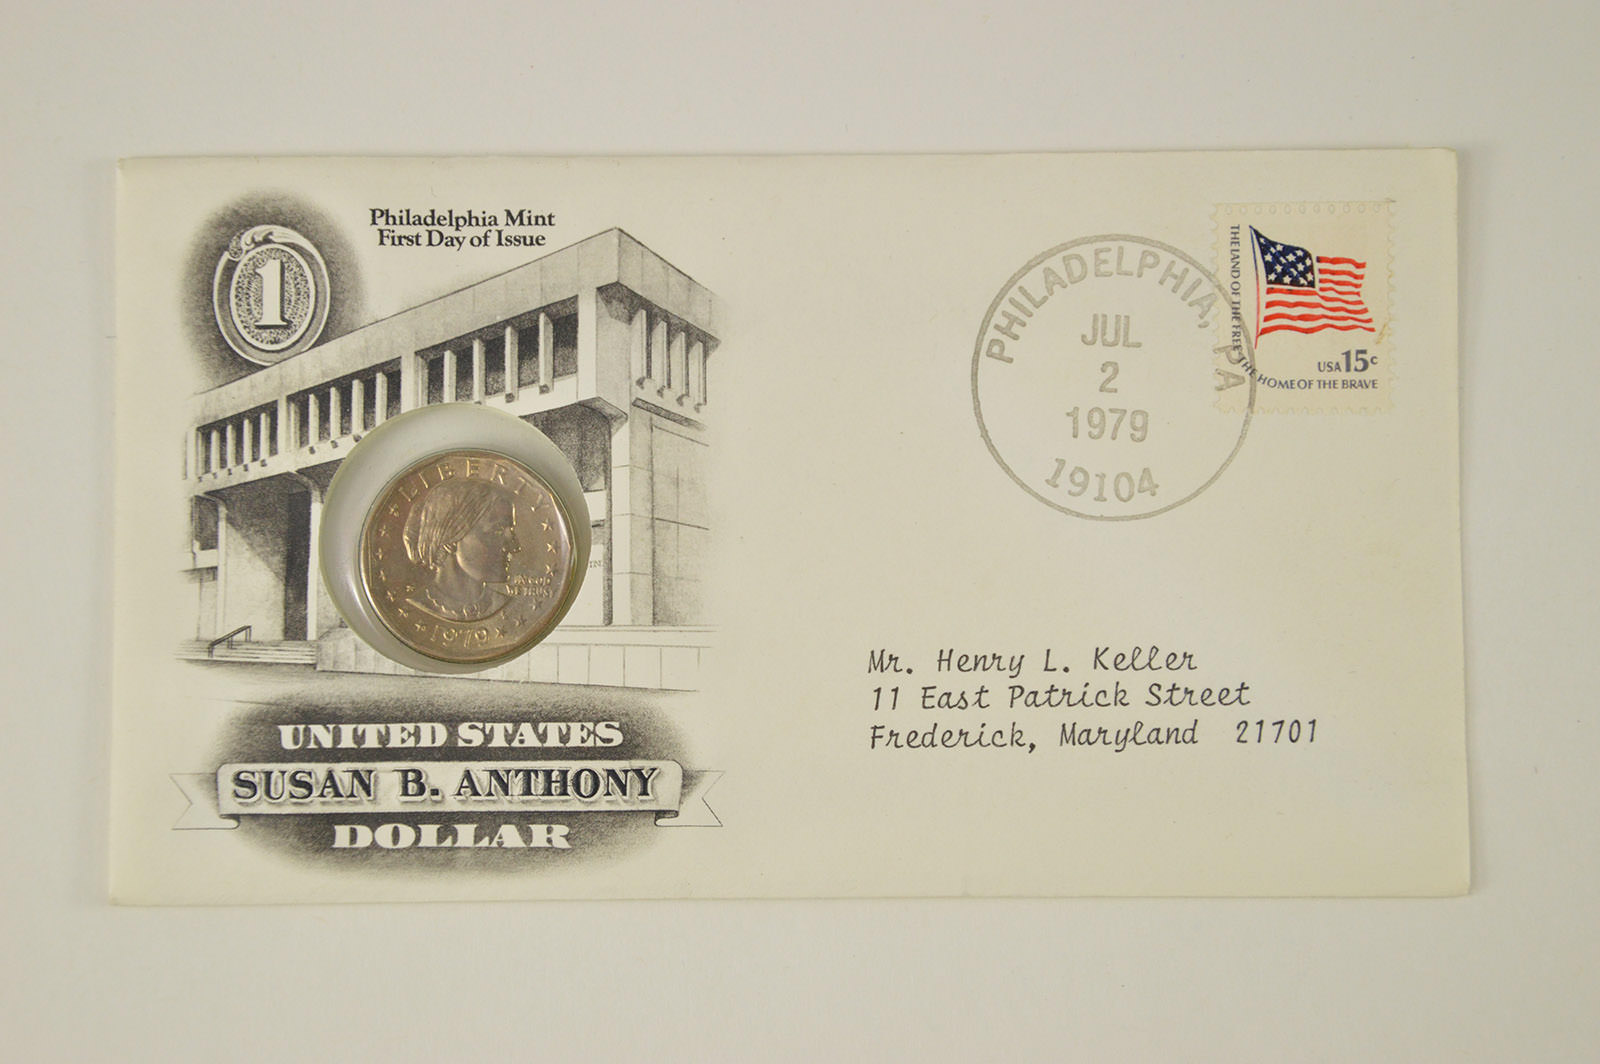 1
Philadelphia Mint
First Day of Issue
LIBERTY
IN GOD
WE TRUST
1979
UNITED STATES
SUSAN B. ANTHONY
DOLLAR
PHILADELPHIA, PA
JUL
2
1979
19104
THE LAND OF THE FREE THE HOME OF THE BRAVE
USA 15c
Mr. Henry L. Keller
11 East Patrick Street
Frederick, Maryland 21701